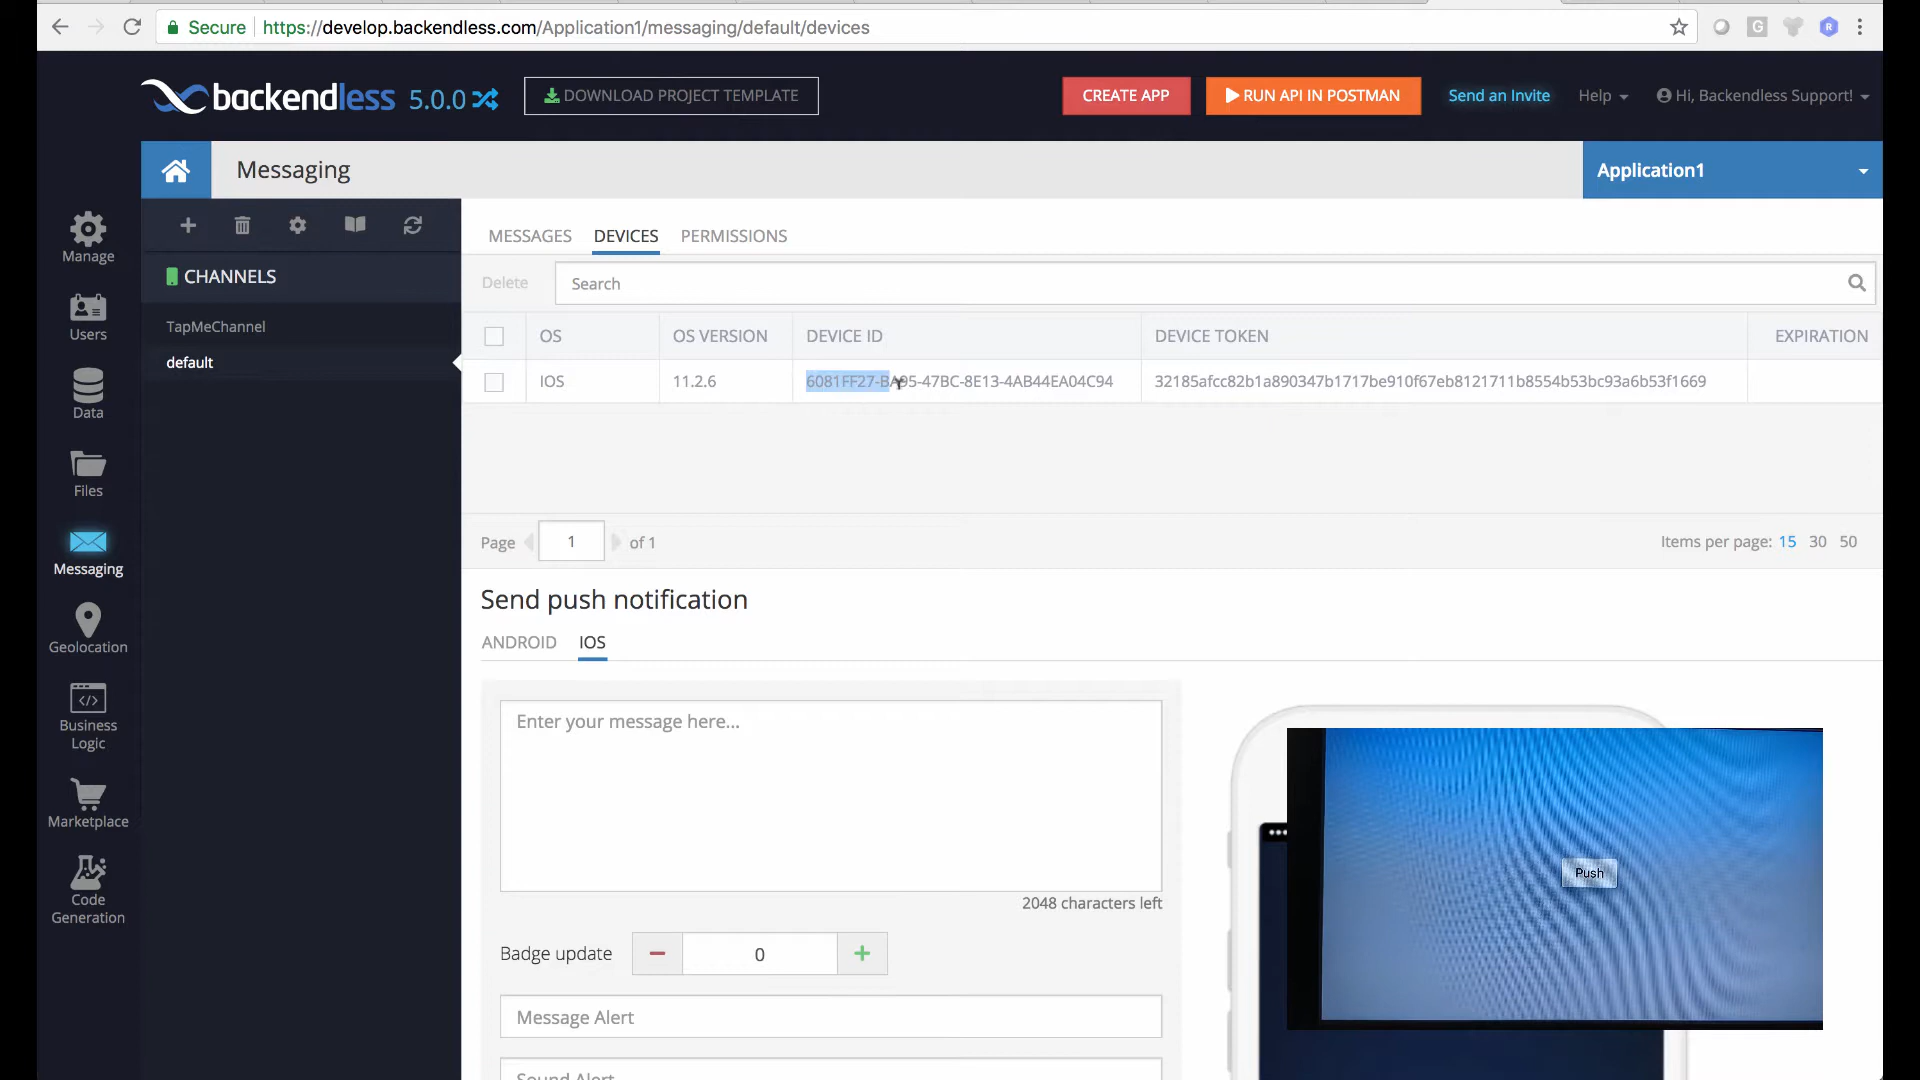 Secure https://develop.backendless.com/Application1/messaging/default/devices
backendless 5.0.0 DOWNLOAD PROJECT TEMPLATE CREATE APP RUN API IN POSTMAN Send an Invite Help Hi, Backendless Support!
Messaging Application1
Manage
Users
Data
Files
Messaging
Geolocation
Business
Logic
Marketplace
Code
Generation
CHANNELS
TapMeChannel
default
MESSAGES DEVICES PERMISSIONS
Delete Search
OS OS VERSION DEVICE ID DEVICE TOKEN EXPIRATION
IOS 11.2.6 6081FF27-BA95-47BC-8E13-4AB44EA04C94 32185afcc82b1a890347b1717be910f67eb8121711b8554b53bc93a6b53f1669
Page 1 of 1 Items per page: 15 30 50
Send push notification
ANDROID IOS
Enter your message here...
2048 characters left
Badge update 0
Message Alert
Sound Alert
Push